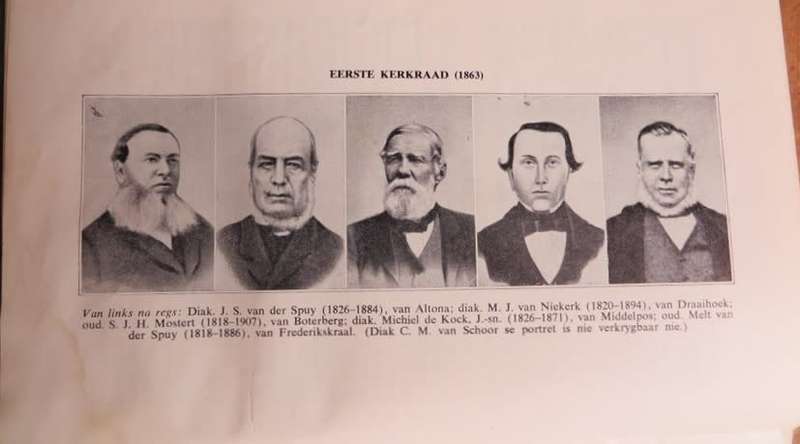 EERSTE KERKRAAD (1863)
Van links na regs: Diak. J. S. van der Spuy (1826–1884), van Altona; diak. M. J. van Niekerk (1820–1894), van Draaihoek;
oud. S. J. H. Mostert (1818–1907), van Boterberg; diak. Michiel de Kock, J.-sn. (1826–1871), van Middelpos; oud. Melt van
der Spuy (1818–1886), van Frederikskraal. (Diak C. M. van Schoor se portret is nie verkrygbaar nie.)